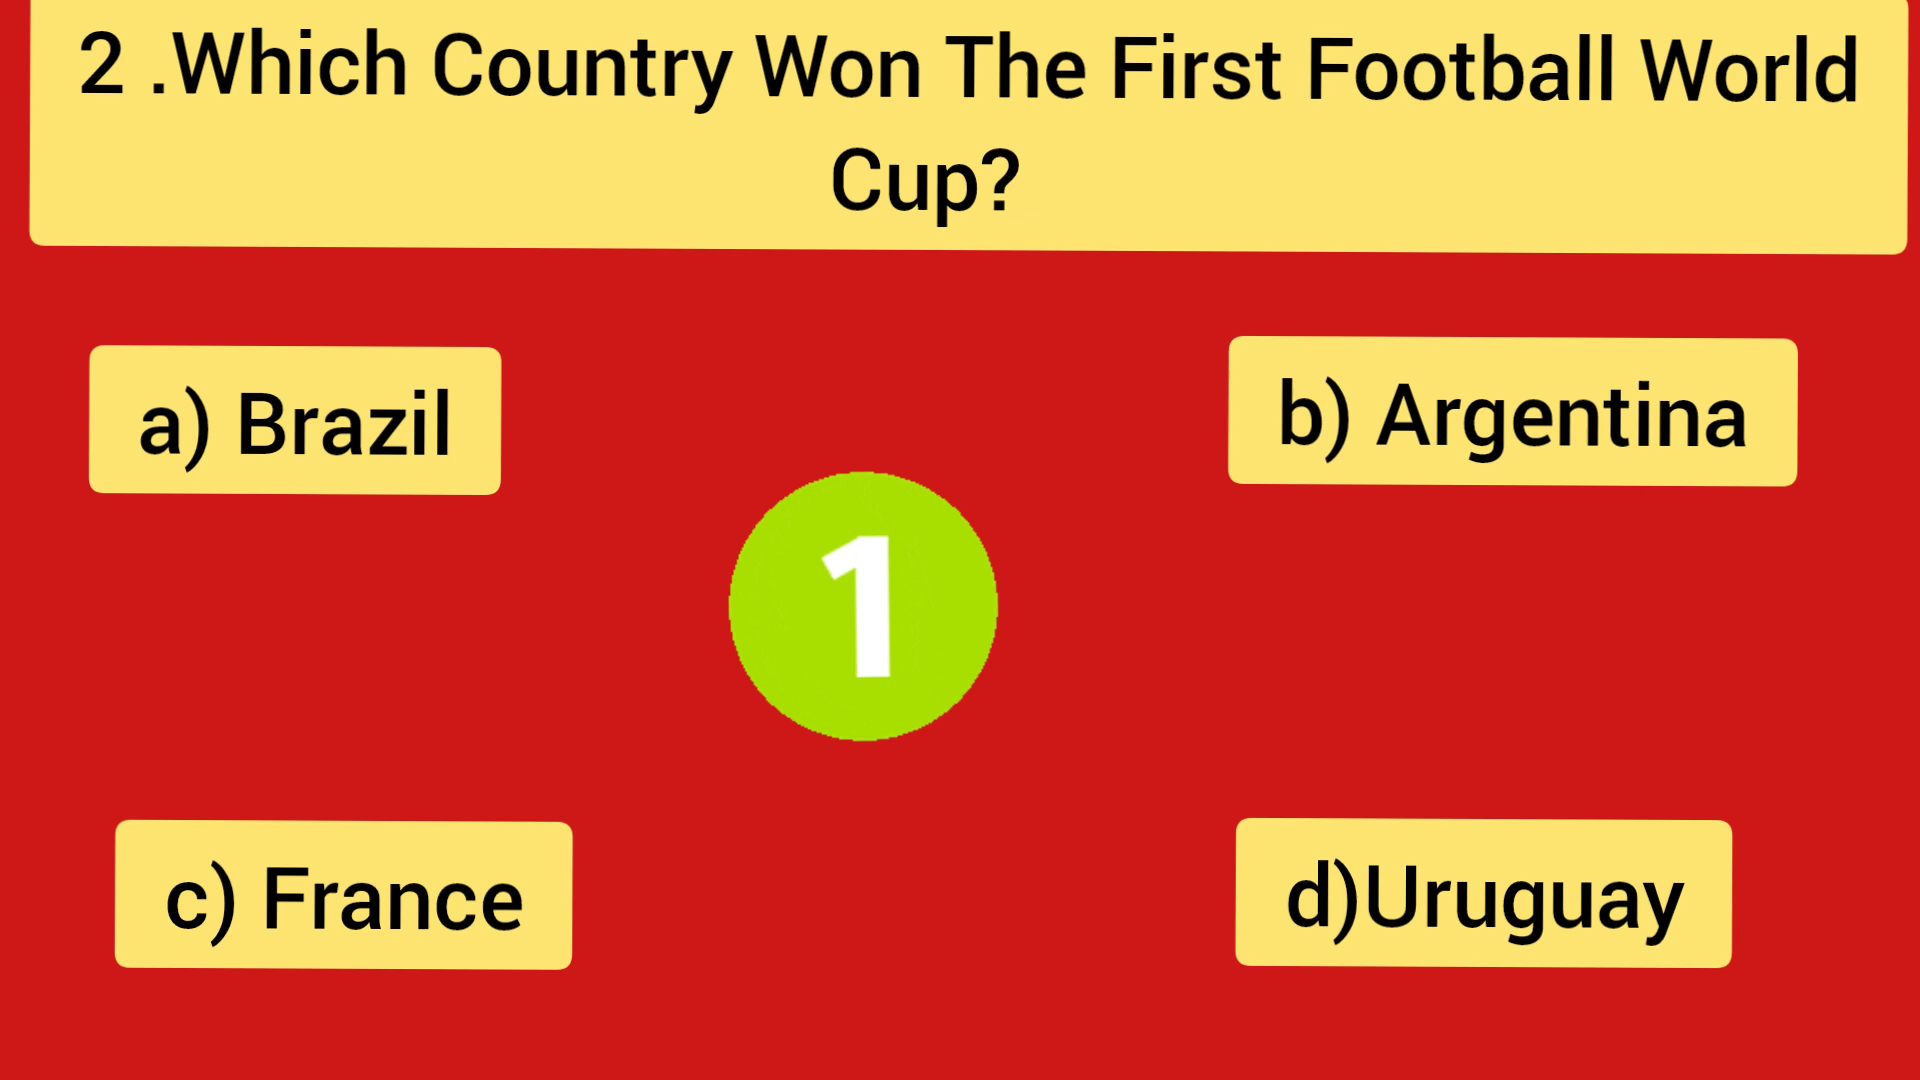 2 .Which Country Won The First Football World
Cup?
a) Brazil
b) Argentina
1
c) France
d)Uruguay